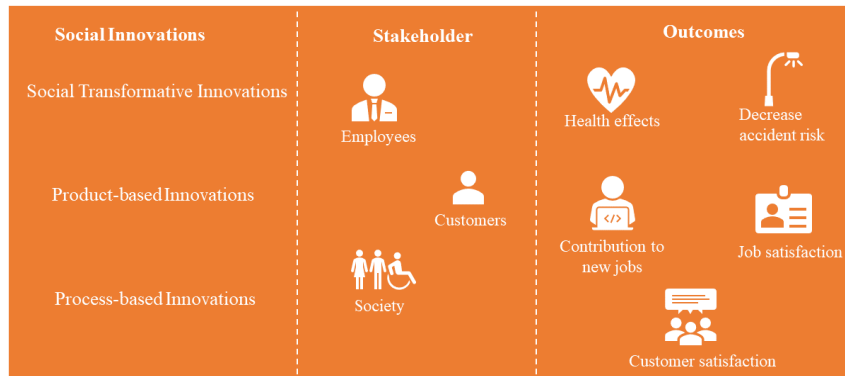 Social Innovations
Stakeholder
Outcomes
Social Transformative Innovations
Employees
Health effects
Decrease
accident risk
Product-based Innovations
Customers
</>
Contribution to
new jobs
Job satisfaction
Process-based Innovations
Society
Customer satisfaction